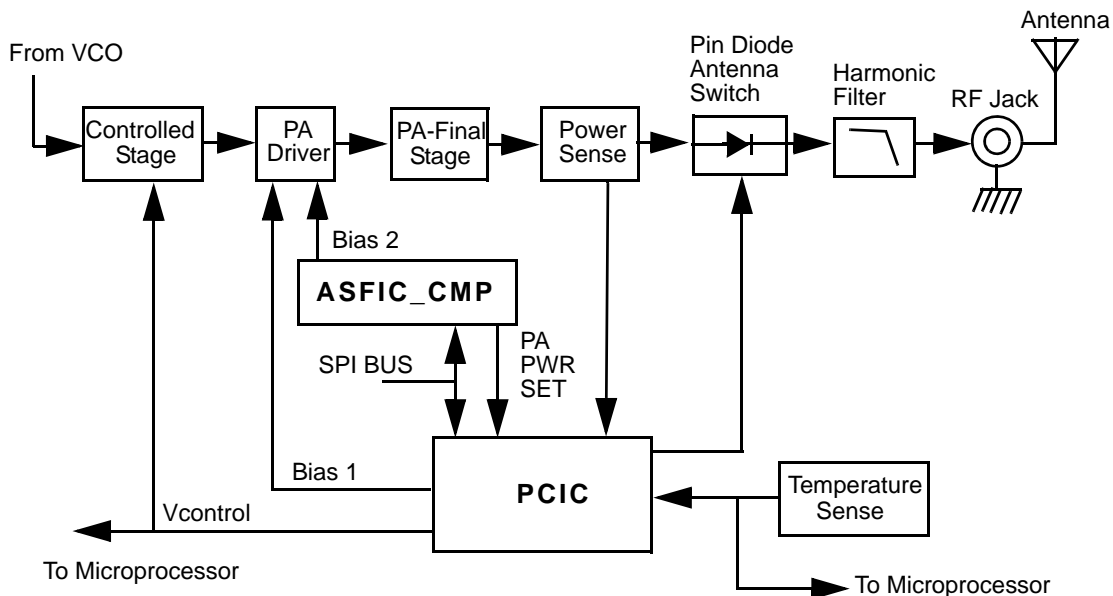 Antenna
From VCO
Pin Diode
Antenna
Switch
Harmonic
Filter
RF Jack
Controlled
Stage
PA
Driver
PA-Final
Stage
Power
Sense
Bias 2
ASFIC_CMP
SPI BUS
PA
PWR
SET
Bias 1
PCIC
Temperature
Sense
Vcontrol
To Microprocessor
To Microprocessor